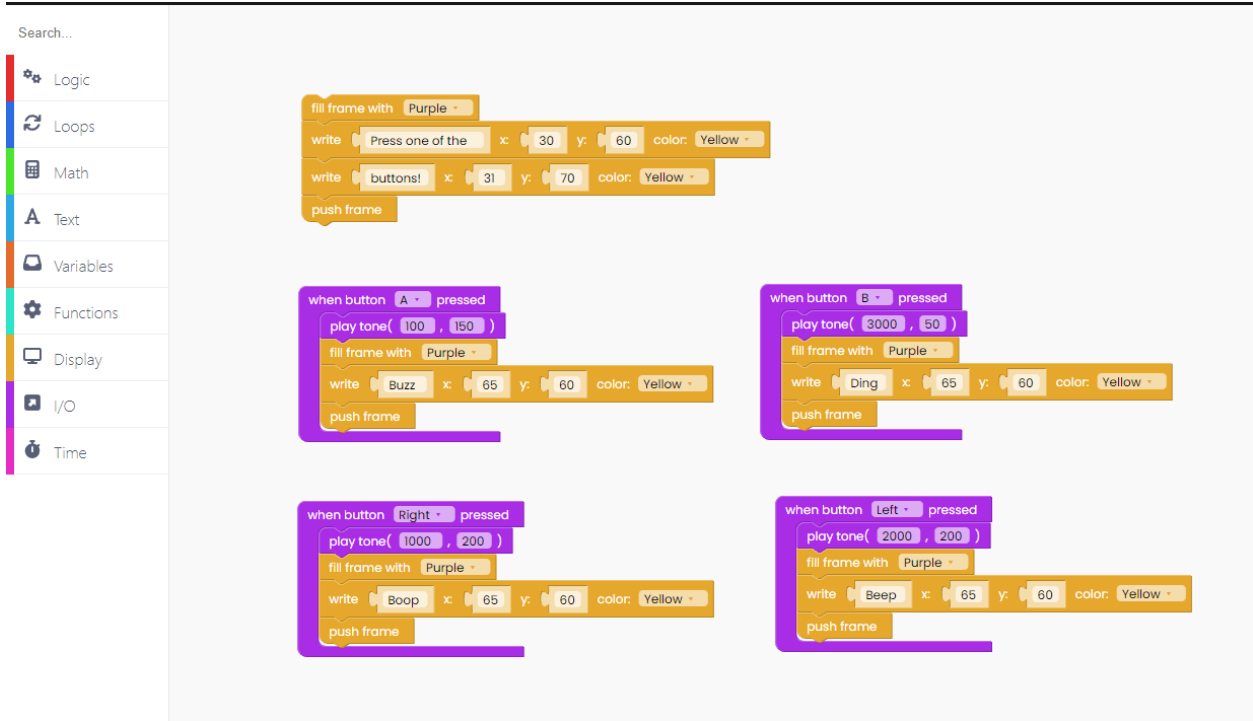 Search...
Logic
Loops
Math
Text
Variables
Functions
Display
I/O
Time
fill frame with Purple
write Press one of the x: 30 y: 60 color: Yellow
write buttons! x: 31 y: 70 color: Yellow
push frame
when button A pressed
play tone( 100 , 150 )
fill frame with Purple
write Buzz x: 65 y: 60 color: Yellow
push frame
when button B pressed
play tone( 3000 , 50 )
fill frame with Purple
write Ding x: 65 y: 60 color: Yellow
push frame
when button Right pressed
play tone( 1000 , 200 )
fill frame with Purple
write Boop x: 65 y: 60 color: Yellow
push frame
when button Left pressed
play tone( 2000 , 200 )
fill frame with Purple
write Beep x: 65 y: 60 color: Yellow
push frame